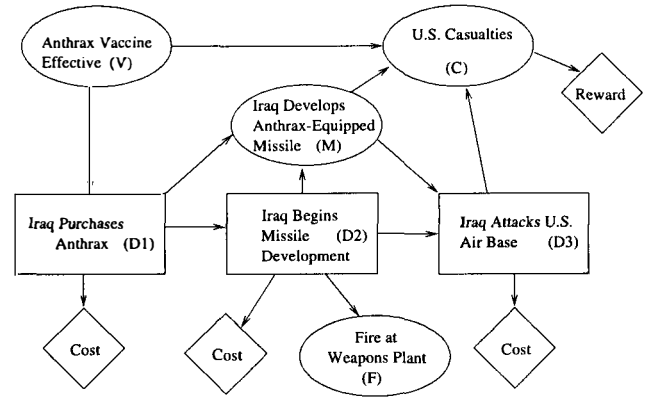 Anthrax Vaccine
Effective (V)
U.S. Casualties
(C)
Reward
Iraq Develops
Anthrax-Equipped
Missile (M)
Iraq Purchases
Anthrax (D1)
Iraq Begins
Missile (D2)
Development
Iraq Attacks U.S.
Air Base (D3)
Cost
Cost
Fire at
Weapons Plant
(F)
Cost